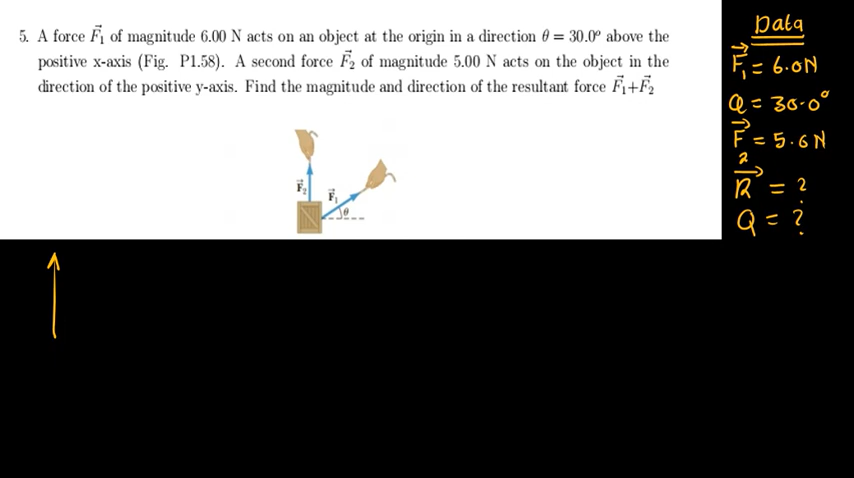 5. A force F⃗₁ of magnitude 6.00 N acts on an object at the origin in a direction θ = 30.0° above the
positive x-axis (Fig. P1.58). A second force F⃗₂ of magnitude 5.00 N acts on the object in the
direction of the positive y-axis. Find the magnitude and direction of the resultant force F⃗₁+F⃗₂
F⃗₂
F⃗₁
θ
Data
F⃗₁ = 6.0N
Q = 30.0°
F⃗₂ = 5.0N
R⃗ = ?
Q = ?